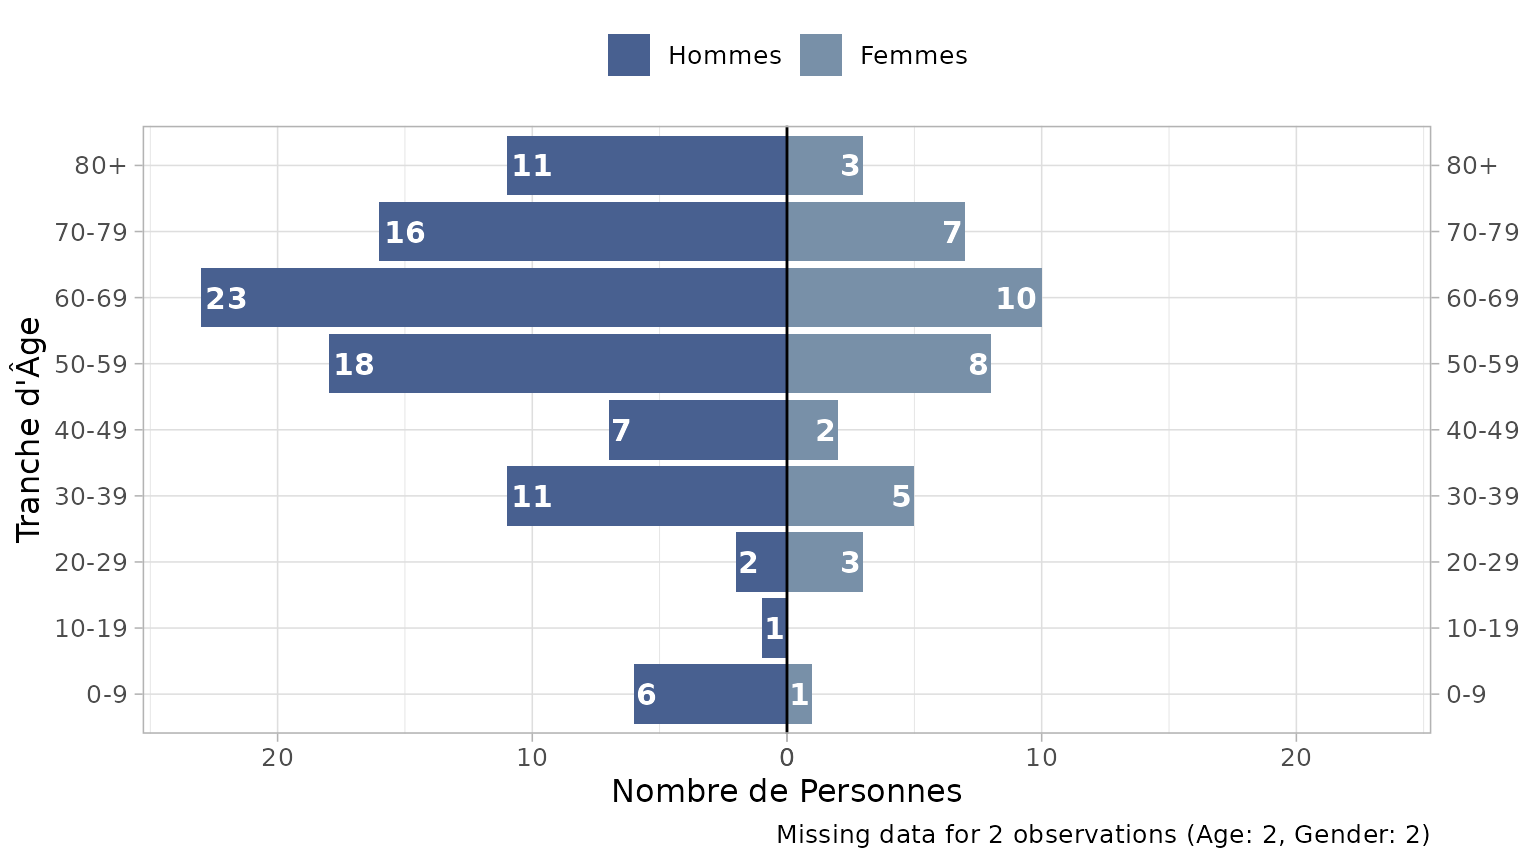 Hommes Femmes
80+ 11 3 80+
70-79 16 7 70-79
60-69 23 10 60-69
50-59 18 8 50-59
40-49 7 2 40-49
30-39 11 5 30-39
20-29 2 3 20-29
10-19 1 10-19
0-9 6 1 0-9
Tranche d'Âge
20 10 0 10 20
Nombre de Personnes
Missing data for 2 observations (Age: 2, Gender: 2)